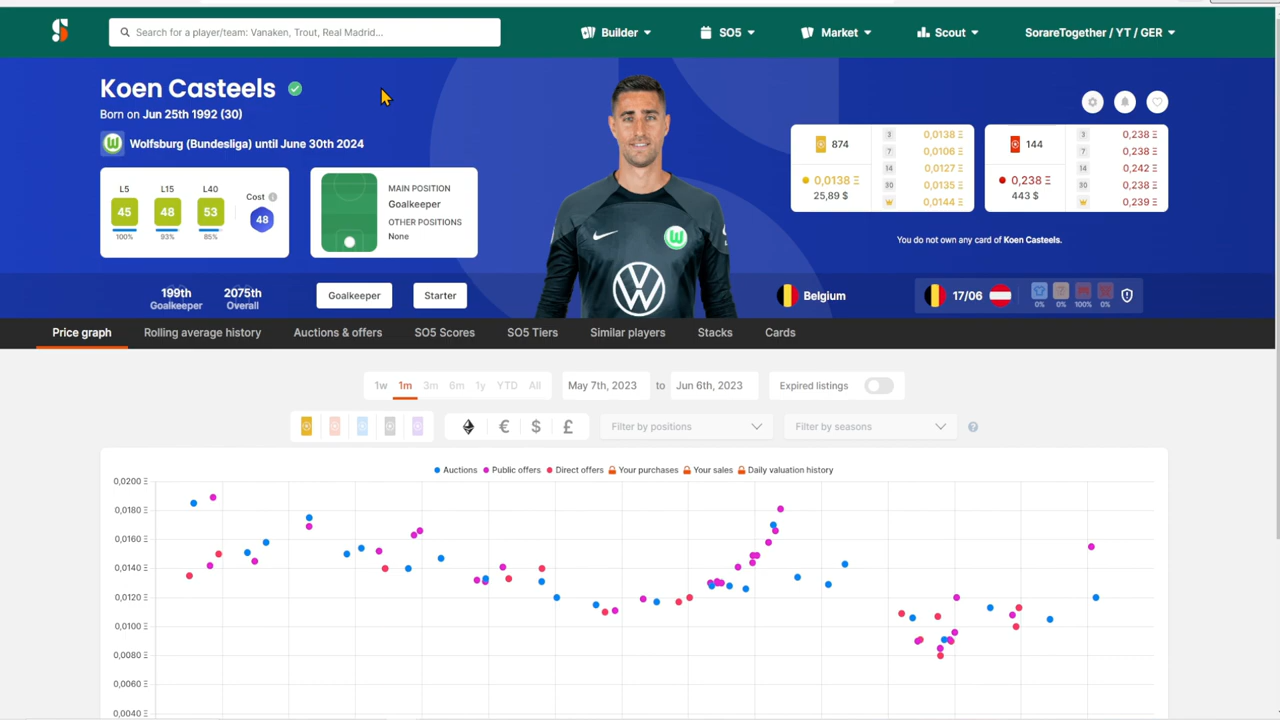 Search for a player/team: Vanaken, Trout, Real Madrid...
Builder
SO5
Market
Scout
SorareTogether / YT / GER
Koen Casteels
Born on Jun 25th 1992 (30)
Wolfsburg (Bundesliga) until June 30th 2024
L5 L15 L40 Cost
45 48 53 48
100% 93% 85%
MAIN POSITION
Goalkeeper
OTHER POSITIONS
None
874
0,0138 Ξ
25,89 $
3 0,0138 Ξ
7 0,0106 Ξ
14 0,0127 Ξ
30 0,0135 Ξ
0,0144 Ξ
144
0,238 Ξ
443 $
3 0,238 Ξ
7 0,238 Ξ
14 0,242 Ξ
30 0,238 Ξ
0,239 Ξ
You do not own any card of Koen Casteels.
199th
Goalkeeper
2075th
Overall
Goalkeeper
Starter
Belgium
17/06
0% 0% 100% 0%
Price graph
Rolling average history
Auctions & offers
SO5 Scores
SO5 Tiers
Similar players
Stacks
Cards
1w 1m 3m 6m 1y YTD All
May 7th, 2023 to Jun 6th, 2023
Expired listings
€ $ £
Filter by positions
Filter by seasons
?
Auctions Public offers Direct offers Your purchases Your sales Daily valuation history
0,0200 Ξ
0,0180 Ξ
0,0160 Ξ
0,0140 Ξ
0,0120 Ξ
0,0100 Ξ
0,0080 Ξ
0,0060 Ξ
0,0040 Ξ